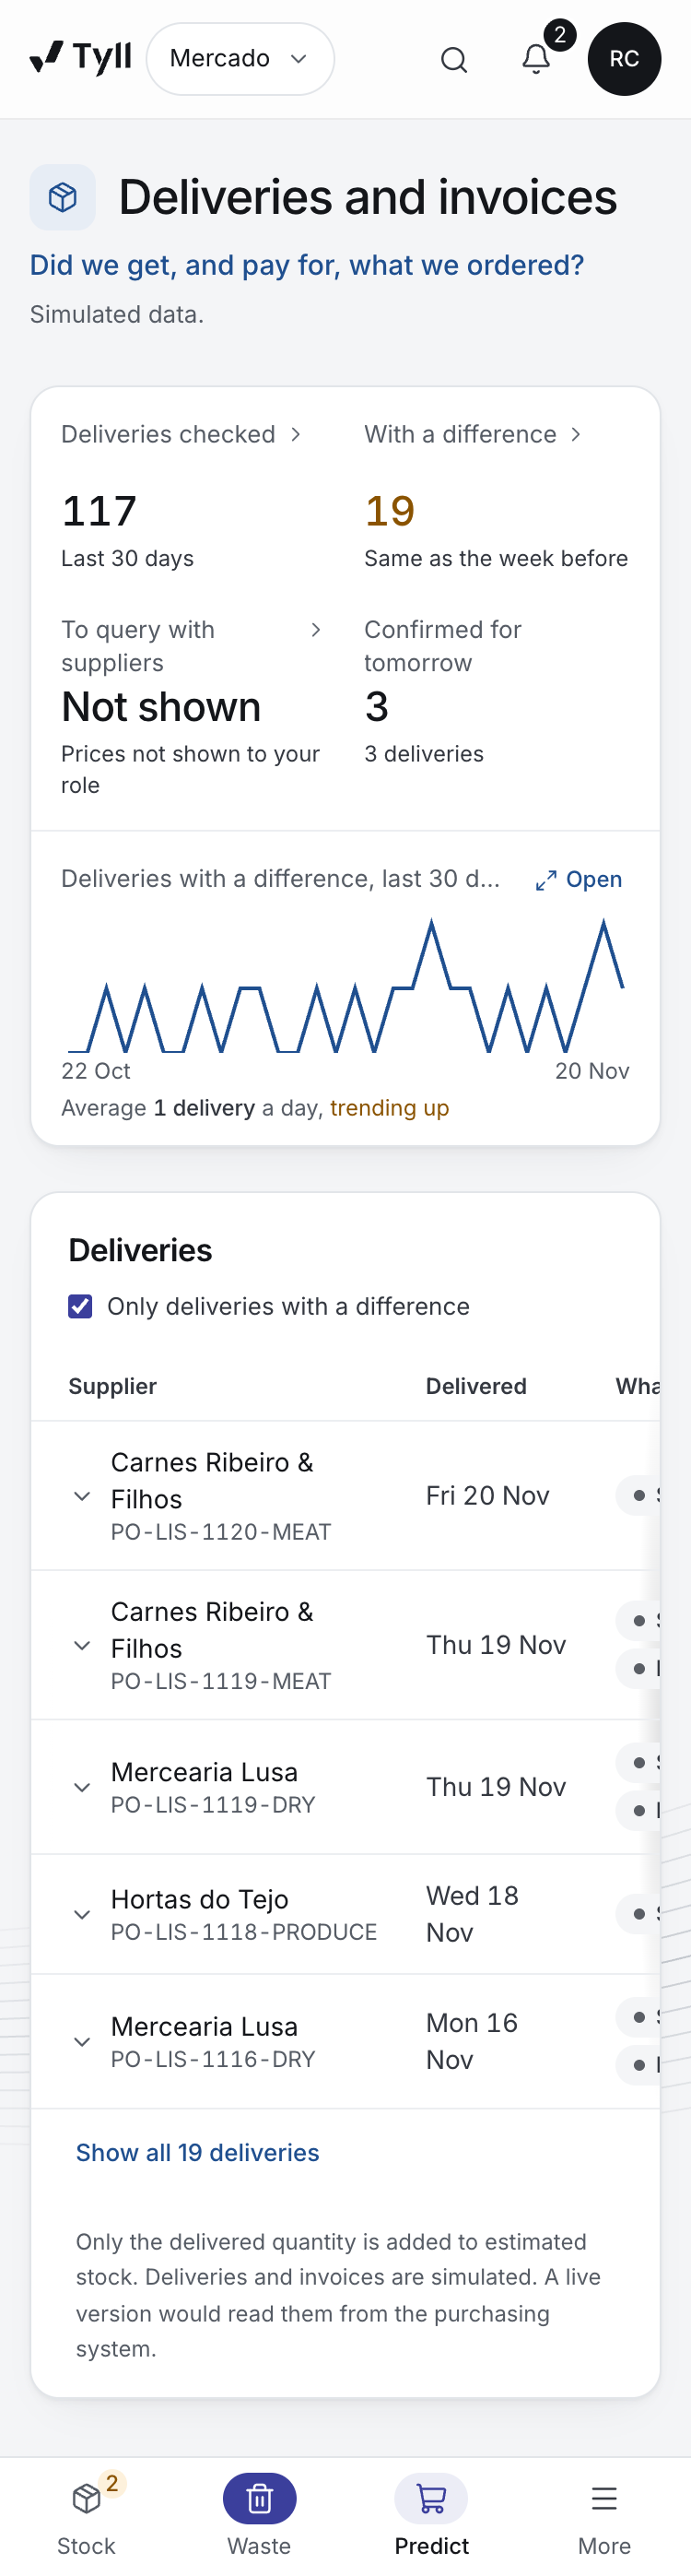 Tyll
Mercado
2
RC
Deliveries and invoices
Did we get, and pay for, what we ordered?
Simulated data.
Deliveries checked
117
Last 30 days
With a difference
19
Same as the week before
To query with
suppliers
Not shown
Prices not shown to your
role
Confirmed for
tomorrow
3
3 deliveries
Deliveries with a difference, last 30 d...
Open
22 Oct
20 Nov
Average 1 delivery a day, trending up
Deliveries
Only deliveries with a difference
Supplier
Delivered
Carnes Ribeiro &
Filhos
PO-LIS-1120-MEAT
Fri 20 Nov
Carnes Ribeiro &
Filhos
PO-LIS-1119-MEAT
Thu 19 Nov
Mercearia Lusa
PO-LIS-1119-DRY
Thu 19 Nov
Hortas do Tejo
PO-LIS-1118-PRODUCE
Wed 18
Nov
Mercearia Lusa
PO-LIS-1116-DRY
Mon 16
Nov
Show all 19 deliveries
Only the delivered quantity is added to estimated
stock. Deliveries and invoices are simulated. A live
version would read them from the purchasing
system.
2
Stock
Waste
Predict
More